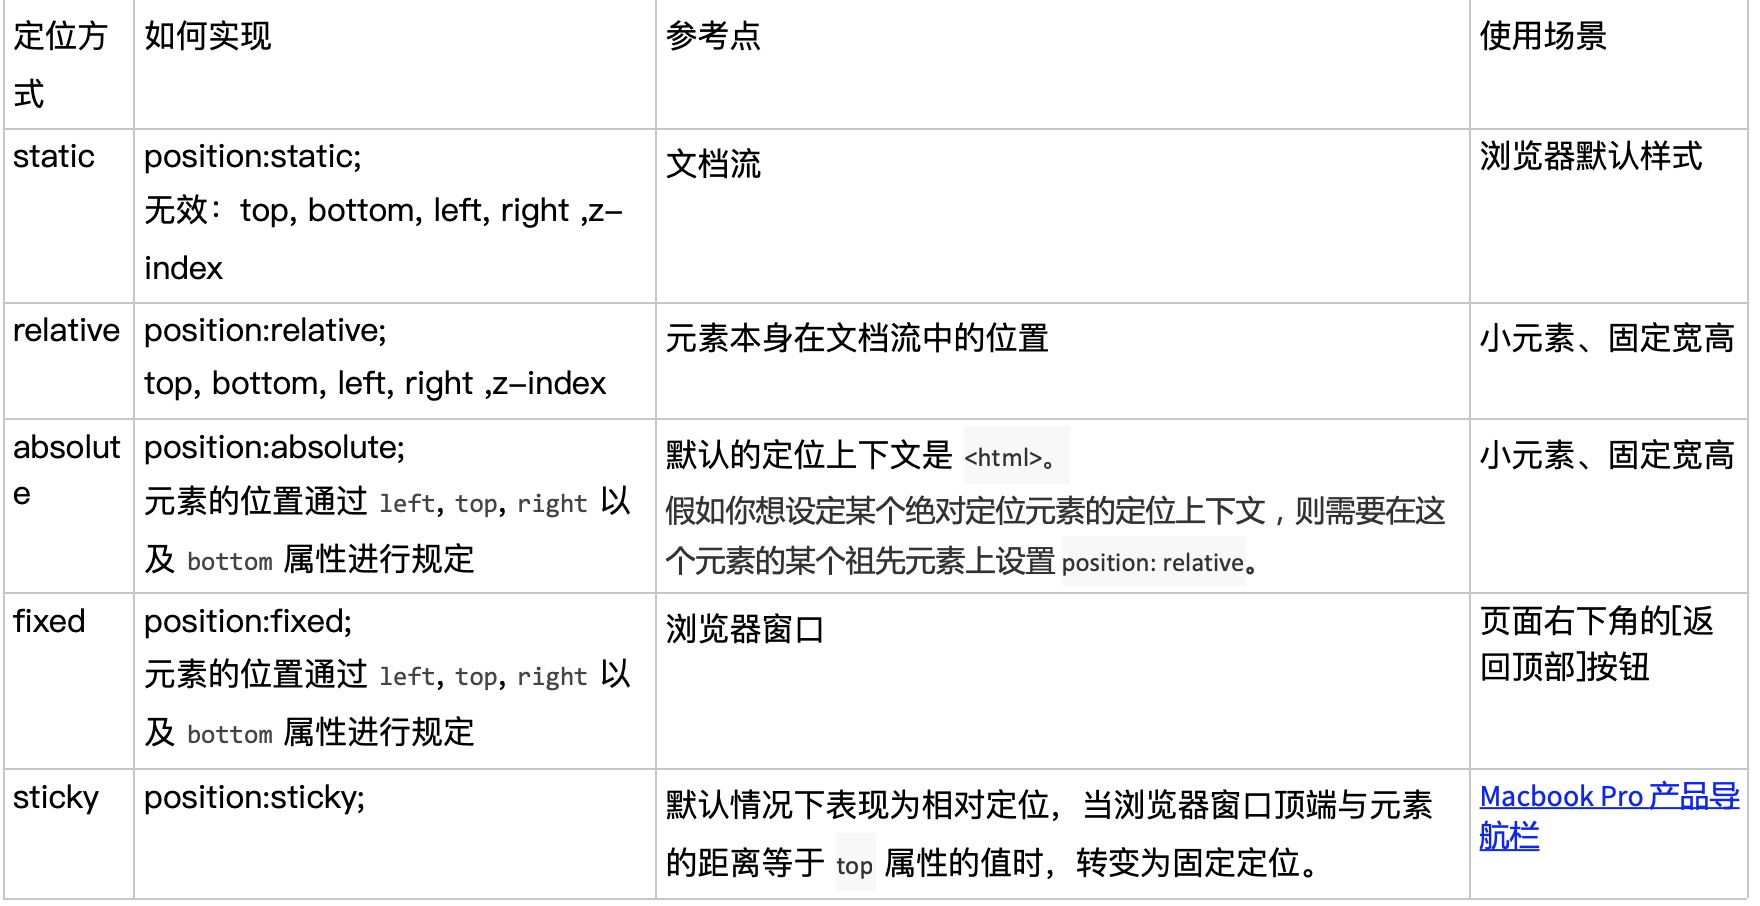 定位方
式
如何实现
参考点
使用场景
static
position:static;
无效：top, bottom, left, right ,z-
index
文档流
浏览器默认样式
relative
position:relative;
top, bottom, left, right ,z-index
元素本身在文档流中的位置
小元素、固定宽高
absolut
e
position:absolute;
元素的位置通过 left, top, right 以
及 bottom 属性进行规定
默认的定位上下文是 <html>。
假如你想设定某个绝对定位元素的定位上下文，则需要在这
个元素的某个祖先元素上设置 position: relative。
小元素、固定宽高
fixed
position:fixed;
元素的位置通过 left, top, right 以
及 bottom 属性进行规定
浏览器窗口
页面右下角的[返
回顶部]按钮
sticky
position:sticky;
默认情况下表现为相对定位，当浏览器窗口顶端与元素
的距离等于 top 属性的值时，转变为固定定位。
Macbook Pro 产品导
航栏